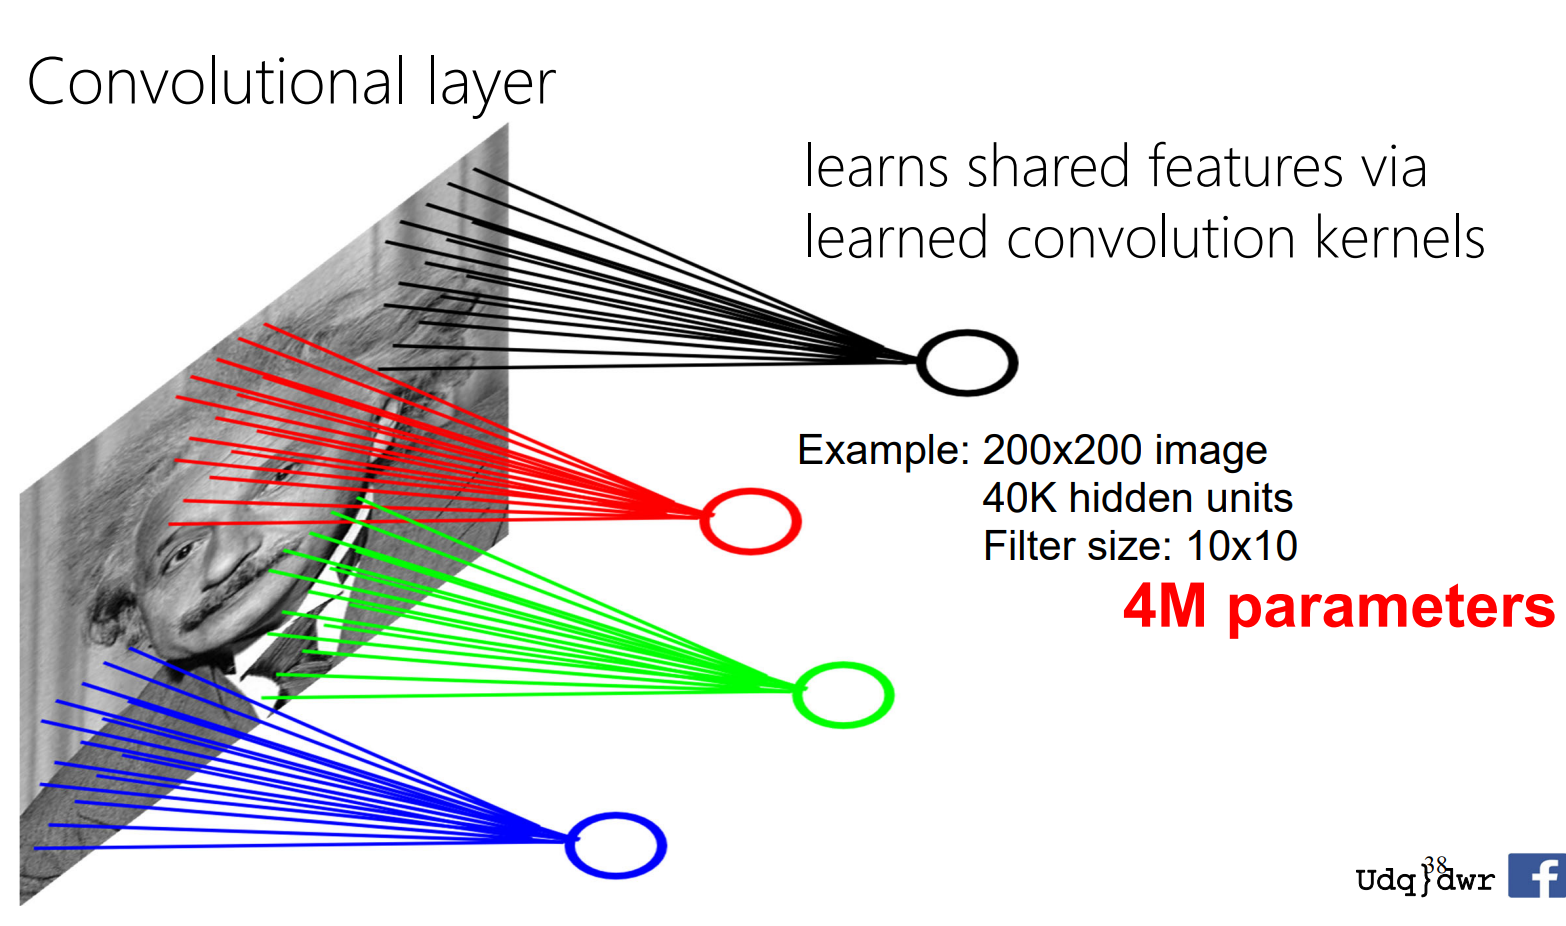 Convolutional layer
learns shared features via
learned convolution kernels
Example: 200x200 image
40K hidden units
Filter size: 10x10
4M parameters
38
Udq}dwr
f